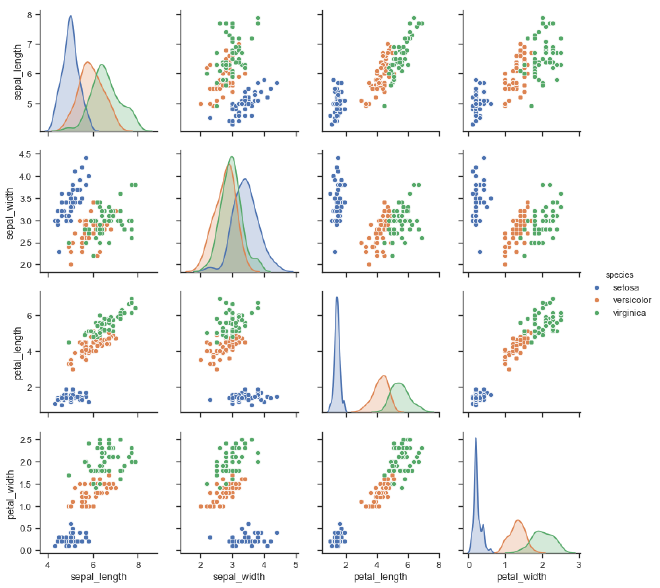 sepal_length
8
7
6
5
sepal_width
4.5
4.0
3.5
3.0
2.5
2.0
species
setosa
versicolor
virginica
petal_length
6
4
2
petal_width
2.5
2.0
1.5
1.0
0.5
0.0
4 6 8 2 3 4 5 2 4 6 8 0 1 2 3
sepal_length sepal_width petal_length petal_width